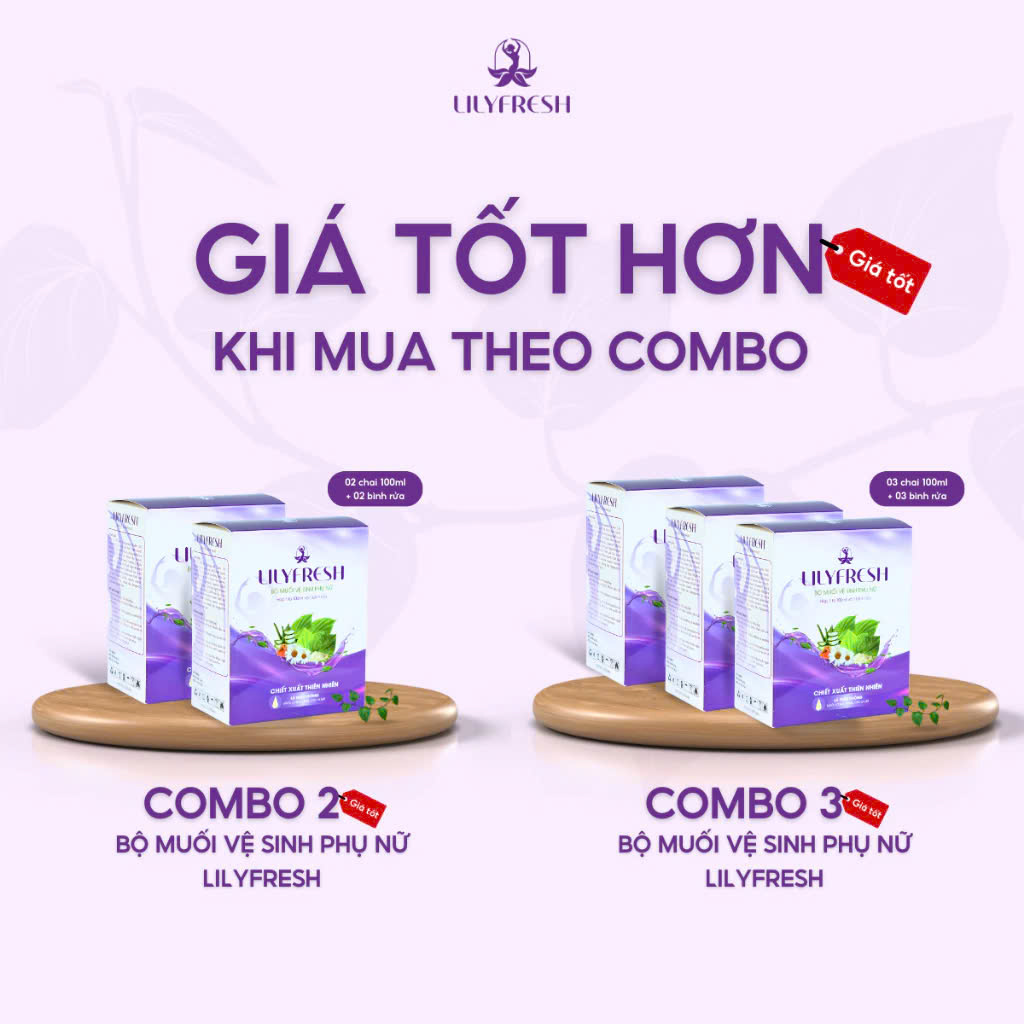 LILYFRESH
GIÁ TỐT HƠN
Giá tốt
KHI MUA THEO COMBO
02 chai 100ml
+ 02 bình rửa
LILYFRESH
LILYFRESH
BỘ MUỐI VỆ SINH PHỤ NỮ
CHIẾT XUẤT THIÊN NHIÊN
03 chai 100ml
+ 03 bình rửa
LILYFRESH
LILYFRESH
LILYFRESH
BỘ MUỐI VỆ SINH PHỤ NỮ
CHIẾT XUẤT THIÊN NHIÊN
COMBO 2
Giá tốt
BỘ MUỐI VỆ SINH PHỤ NỮ
LILYFRESH
COMBO 3
Giá tốt
BỘ MUỐI VỆ SINH PHỤ NỮ
LILYFRESH